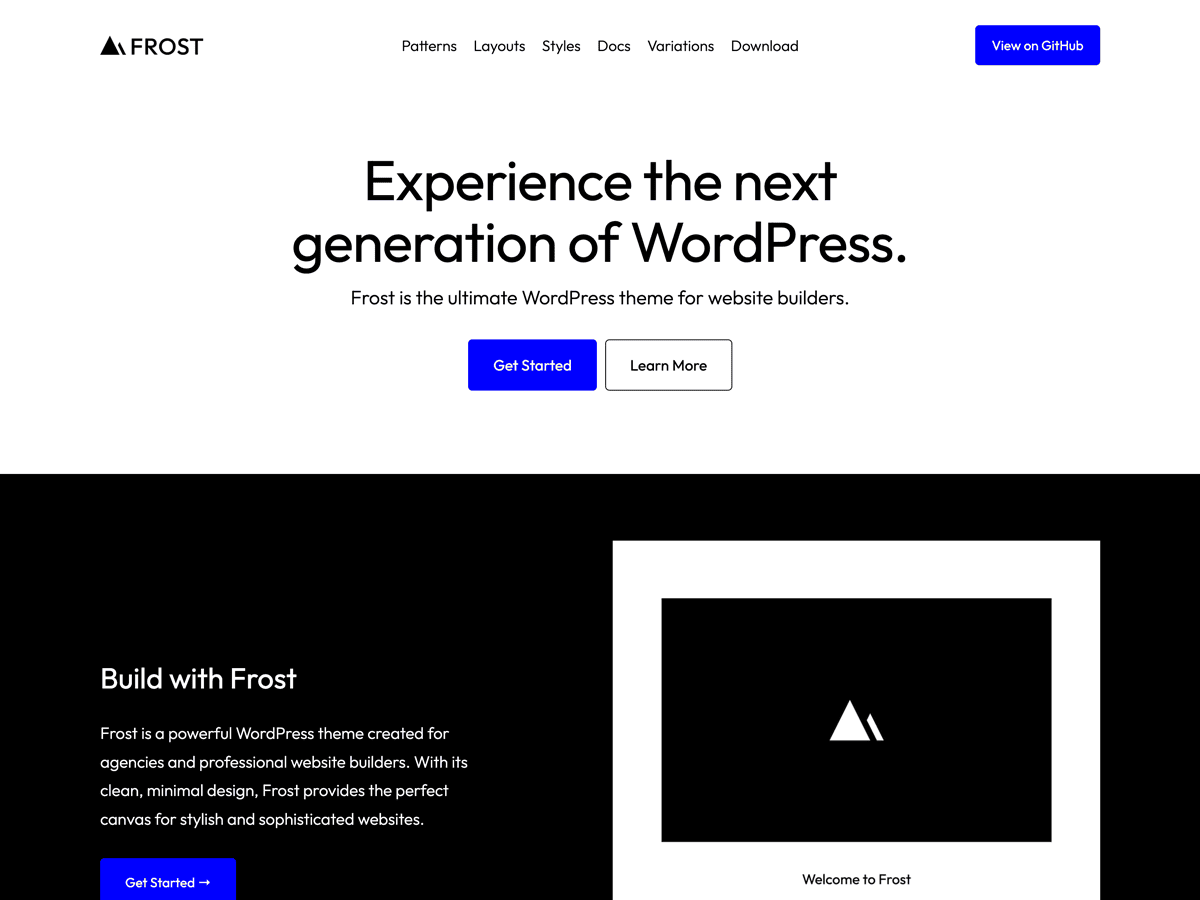 FROST
Patterns Layouts Styles Docs Variations Download
View on GitHub
Experience the next
generation of WordPress.
Frost is the ultimate WordPress theme for website builders.
Get Started
Learn More
Build with Frost
Frost is a powerful WordPress theme created for
agencies and professional website builders. With its
clean, minimal design, Frost provides the perfect
canvas for stylish and sophisticated websites.
Get Started →
Welcome to Frost